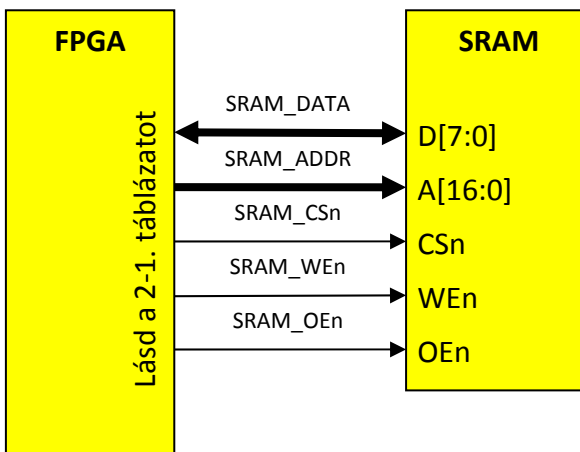 FPGA
SRAM
Lásd a 2-1. táblázatot
SRAM_DATA
D[7:0]
SRAM_ADDR
A[16:0]
SRAM_CSn
CSn
SRAM_WEn
WEn
SRAM_OEn
OEn